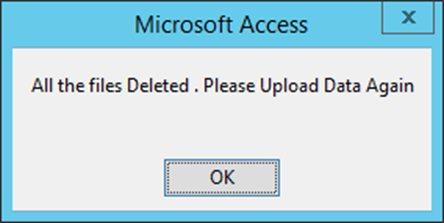 Microsoft Access
x
All the files Deleted . Please Upload Data Again
OK